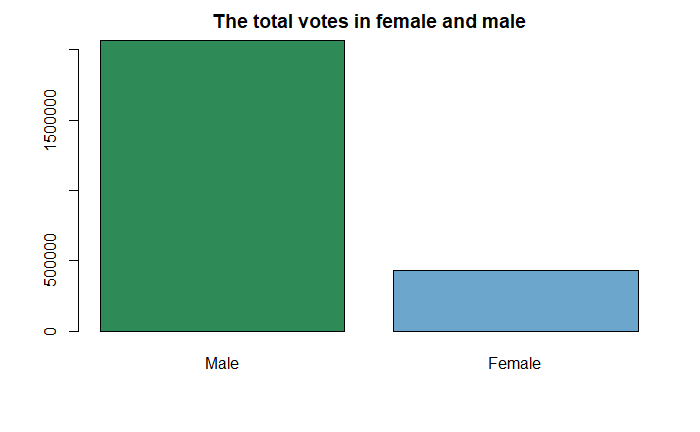 The total votes in female and male
1500000
500000
0
Male
Female